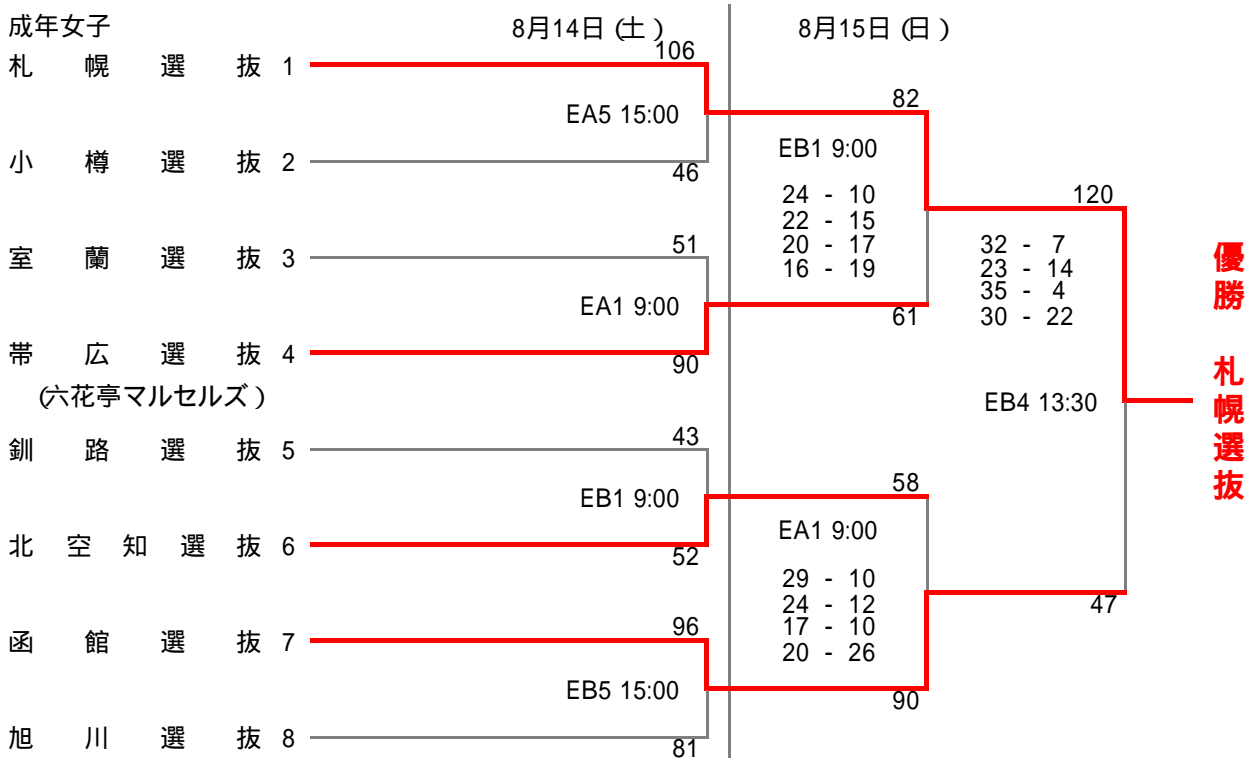 成年女子
8月14日(土)
8月15日(日)
札幌選抜 1
106
EA5 15:00
小樽選抜 2
46
室蘭選抜 3
51
EA1 9:00
帯広選抜 4
90
(六花亭マルセルズ)
釧路選抜 5
43
EB1 9:00
北空知選抜 6
52
函館選抜 7
96
EB5 15:00
旭川選抜 8
81
82
EB1 9:00
24 - 10
22 - 15
20 - 17
16 - 19
61
58
EA1 9:00
29 - 10
24 - 12
17 - 10
20 - 26
90
120
32 - 7
23 - 14
35 - 4
30 - 22
EB4 13:30
47
優勝 札幌選抜